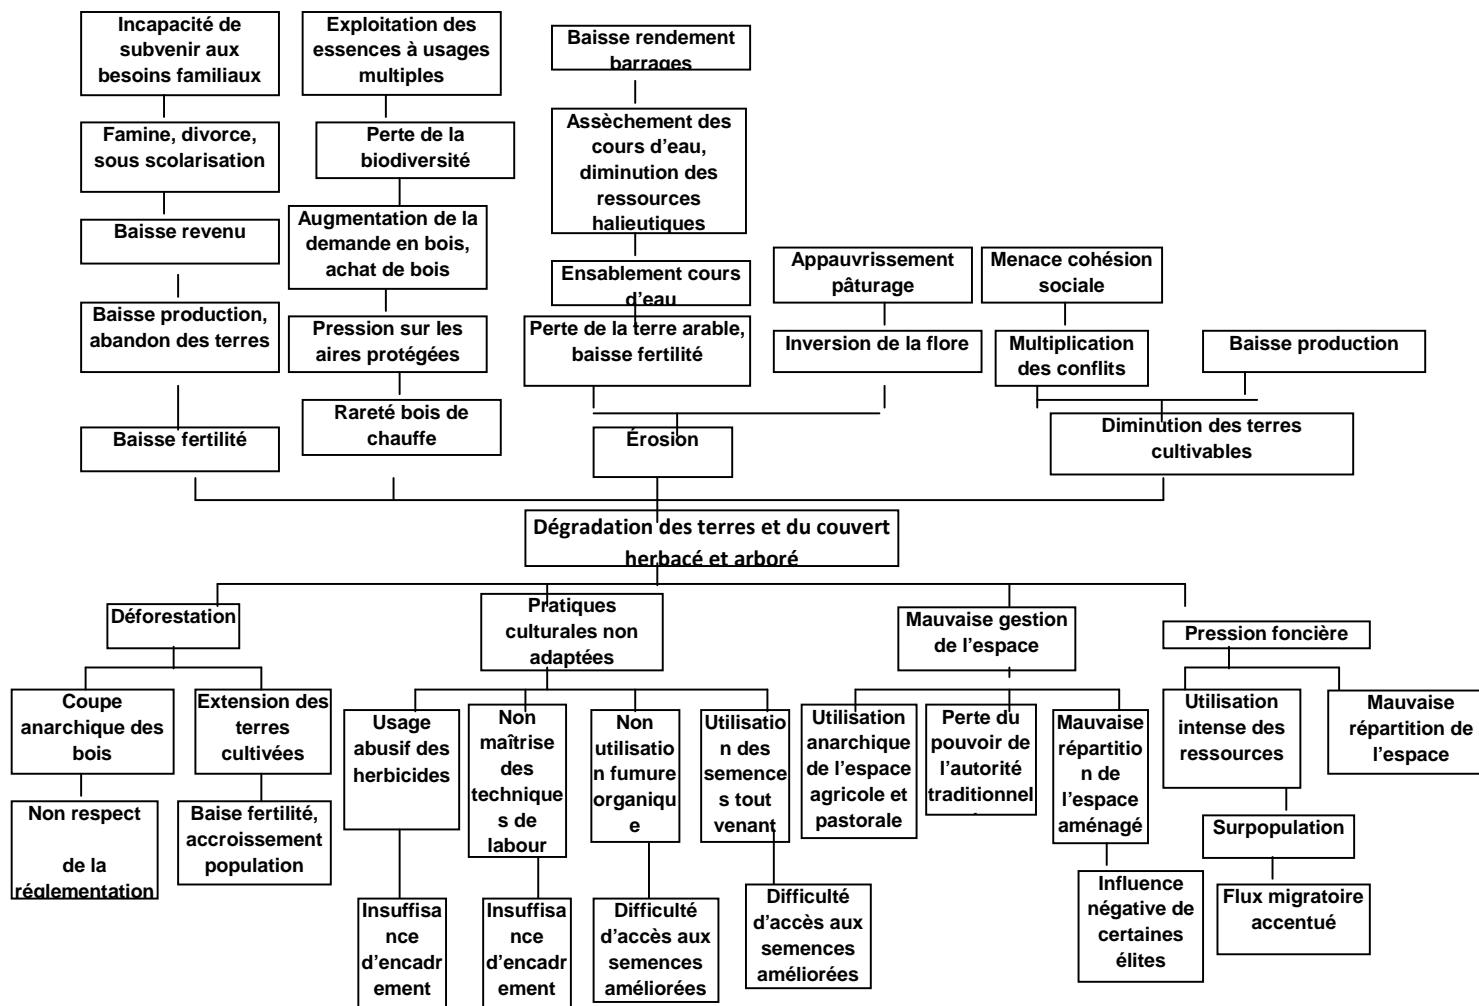 Incapacité de
subvenir aux
besoins familiaux
Exploitation des
essences à usages
multiples
Baisse rendement
barrages
Famine, divorce,
sous scolarisation
Perte de la
biodiversité
Assèchement des
cours d'eau,
diminution des
ressources
halieutiques
Baisse revenu
Augmentation de la
demande en bois,
achat de bois
Ensablement cours
d'eau
Appauvrissement
pâturage
Menace cohésion
sociale
Baisse production,
abandon des terres
Pression sur les
aires protégées
Perte de la terre arable,
baisse fertilité
Inversion de la flore
Multiplication
des conflits
Baisse production
Baisse fertilité
Rareté bois de
chauffe
Érosion
Diminution des terres
cultivables
Dégradation des terres et du couvert
herbacé et arboré
Déforestation
Pratiques
culturales non
adaptées
Mauvaise gestion
de l'espace
Pression foncière
Coupe
anarchique des
bois
Extension des
terres
cultivées
Usage
abusif des
herbicides
Non
maîtrise
des
technique
s de
labour
Non
utilisatio
n fumure
organiqu
e
Utilisatio
n des
semence
s tout
venant
Utilisation
anarchique
de l'espace
agricole et
pastorale
Perte du
pouvoir de
l'autorité
traditionnel
Mauvaise
répartitio
n de
l'espace
aménagé
Utilisation
intense des
ressources
Mauvaise
répartition de
l'espace
Non respect
de la
réglementation
Baise fertilité,
accroissement
population
Surpopulation
Insuffisa
nce
d'encadr
ement
Insuffisa
nce
d'encadr
ement
Difficulté
d'accès aux
semences
améliorées
Difficulté
d'accès aux
semences
améliorées
Influence
négative de
certaines
élites
Flux migratoire
accentué